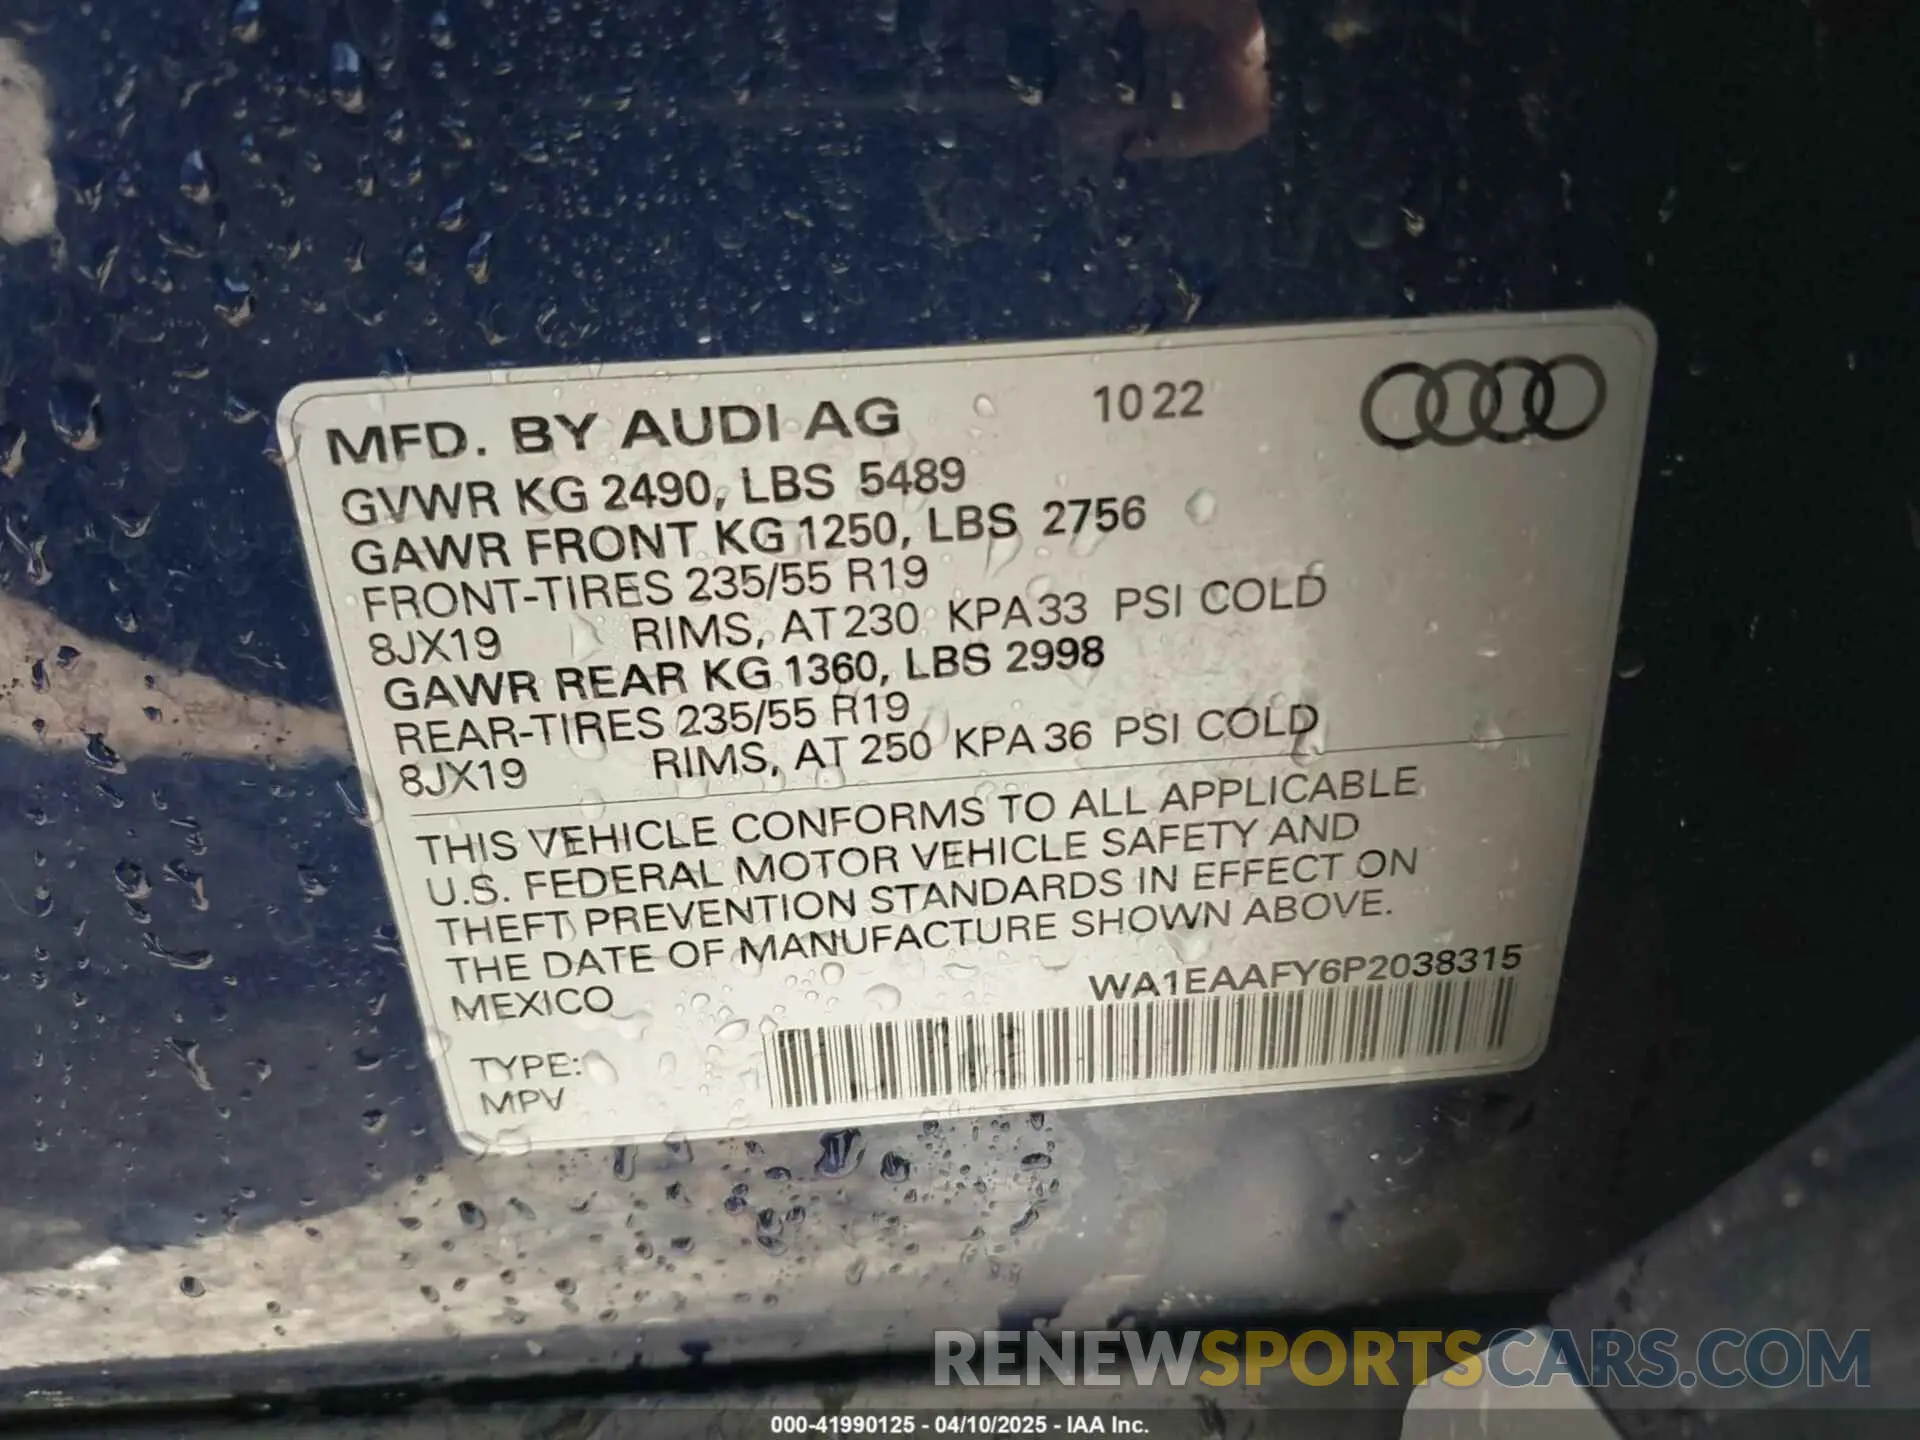 MFD. BY AUDI AG 1022
GVWR KG 2490, LBS 5489
GAWR FRONT KG 1250, LBS 2756
FRONT-TIRES 235/55 R19
8JX19 RIMS, AT 230 KPA 33 PSI COLD
GAWR REAR KG 1360, LBS 2998
REAR-TIRES 235/55 R19
8JX19 RIMS, AT 250 KPA 36 PSI COLD
THIS VEHICLE CONFORMS TO ALL APPLICABLE
U.S. FEDERAL MOTOR VEHICLE SAFETY AND
THEFT PREVENTION STANDARDS IN EFFECT ON
THE DATE OF MANUFACTURE SHOWN ABOVE.
MEXICO WA1EAAFY6P2038315
TYPE:
MPV
RENEWSPORTSCARS.COM
000-41990125 - 04/10/2025 - IAA Inc.